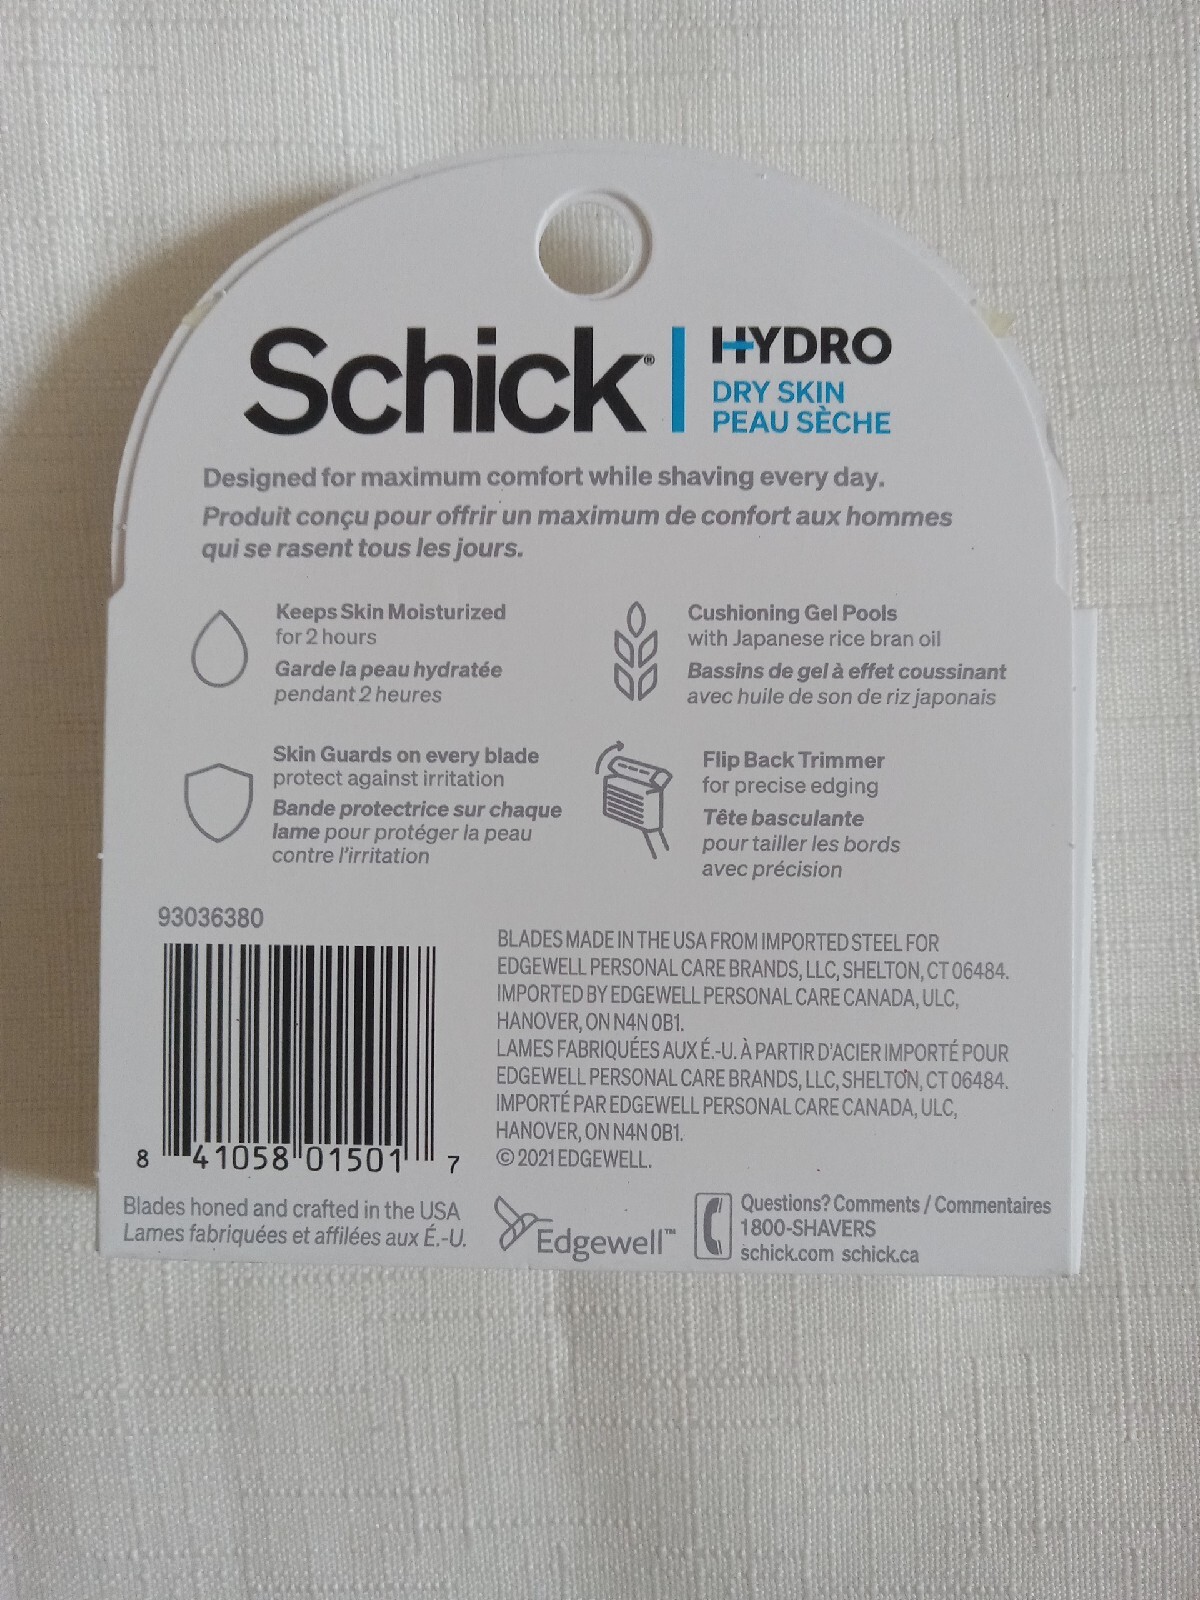 Schick® | HYDRO
DRY SKIN
PEAU SÈCHE
Designed for maximum comfort while shaving every day.
Produit conçu pour offrir un maximum de confort aux hommes
qui se rasent tous les jours.
Keeps Skin Moisturized
for 2 hours
Garde la peau hydratée
pendant 2 heures
Cushioning Gel Pools
with Japanese rice bran oil
Bassins de gel à effet coussinant
avec huile de son de riz japonais
Skin Guards on every blade
protect against irritation
Bande protectrice sur chaque
lame pour protéger la peau
contre l'irritation
Flip Back Trimmer
for precise edging
Tête basculante
pour tailler les bords
avec précision
93036380
8 41058 01501 7
BLADES MADE IN THE USA FROM IMPORTED STEEL FOR
EDGEWELL PERSONAL CARE BRANDS, LLC, SHELTON, CT 06484.
IMPORTED BY EDGEWELL PERSONAL CARE CANADA, ULC,
HANOVER, ON N4N 0B1.
LAMES FABRIQUÉES AUX É.-U. À PARTIR D'ACIER IMPORTÉ POUR
EDGEWELL PERSONAL CARE BRANDS, LLC, SHELTON, CT 06484.
IMPORTÉ PAR EDGEWELL PERSONAL CARE CANADA, ULC,
HANOVER, ON N4N 0B1.
© 2021 EDGEWELL.
Blades honed and crafted in the USA
Lames fabriquées et affilées aux É.-U.
Edgewell™
Questions? Comments / Commentaires
1800-SHAVERS
schick.com schick.ca